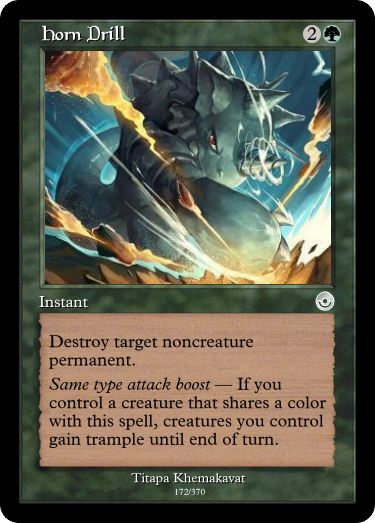 Horn Drill
2
Instant
Destroy target noncreature
permanent.
Same type attack boost — If you
control a creature that shares a color
with this spell, creatures you control
gain trample until end of turn.
Titapa Khemakavat
172/370